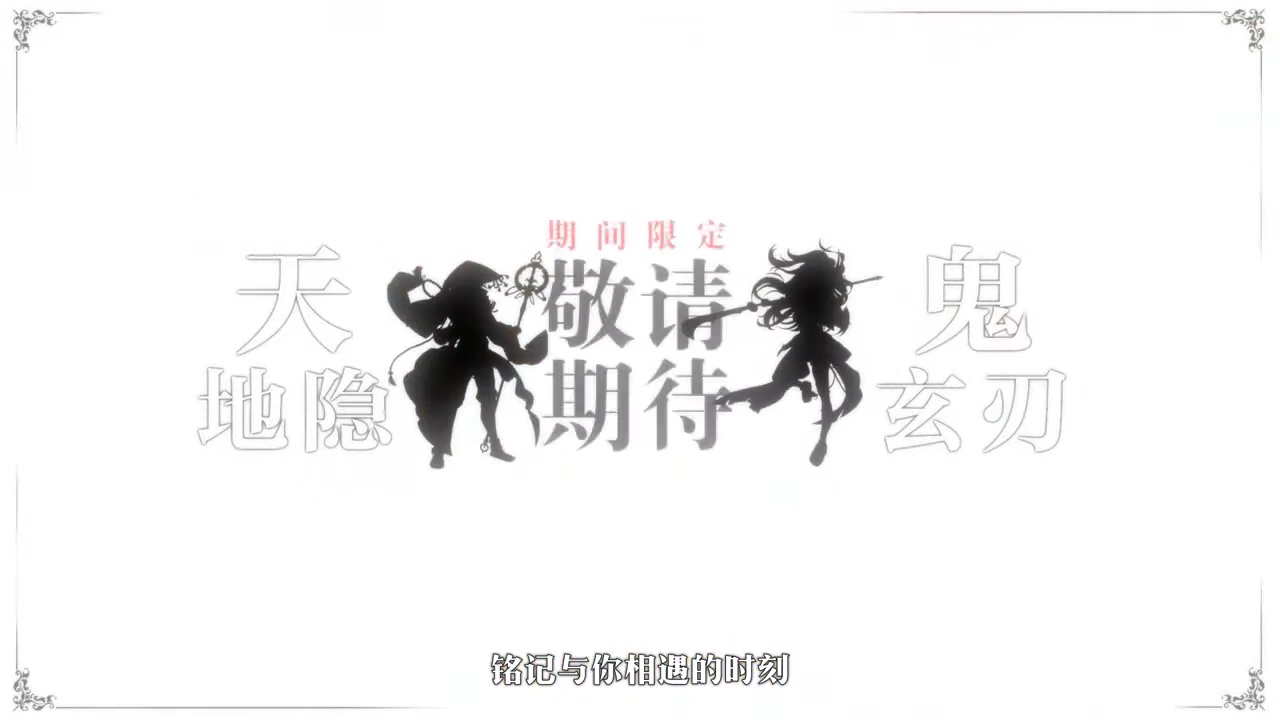 期间限定
天
地隐
敬请
期待
鬼
玄刃
铭记与你相遇的时刻